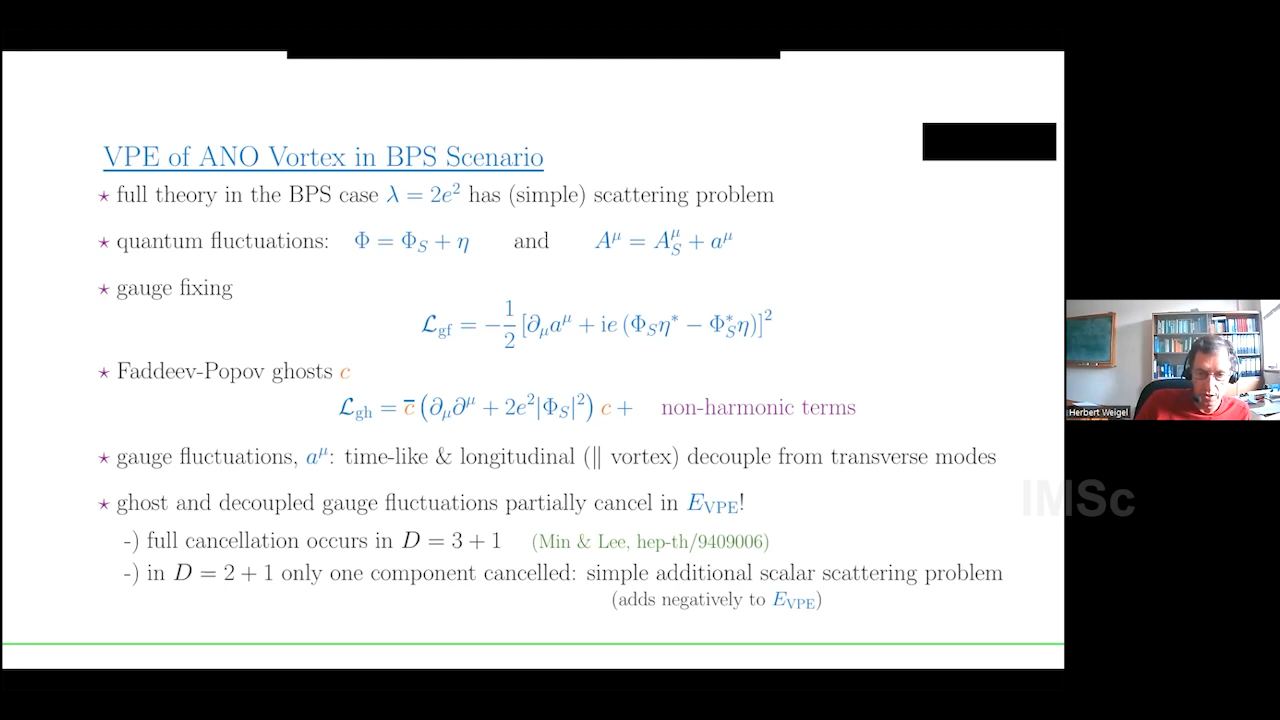 VPE of ANO Vortex in BPS Scenario
⋆ full theory in the BPS case λ = 2e² has (simple) scattering problem
⋆ quantum fluctuations: Φ = Φ_S + η and A^μ = A^μ_S + a^μ
⋆ gauge fixing
ℒ_gf = −1/2 [∂_μ a^μ + ie (Φ_S η* − Φ*_S η)]²
⋆ Faddeev-Popov ghosts c
ℒ_gh = c̄ (∂_μ ∂^μ + 2e²|Φ_S|²) c + non-harmonic terms
⋆ gauge fluctuations, a^μ: time-like & longitudinal (∥ vortex) decouple from transverse modes
⋆ ghost and decoupled gauge fluctuations partially cancel in E_VPE!
-) full cancellation occurs in D = 3 + 1 (Min & Lee, hep-th/9409006)
-) in D = 2 + 1 only one component cancelled: simple additional scalar scattering problem
(adds negatively to E_VPE)
Herbert Weigel
IMSc